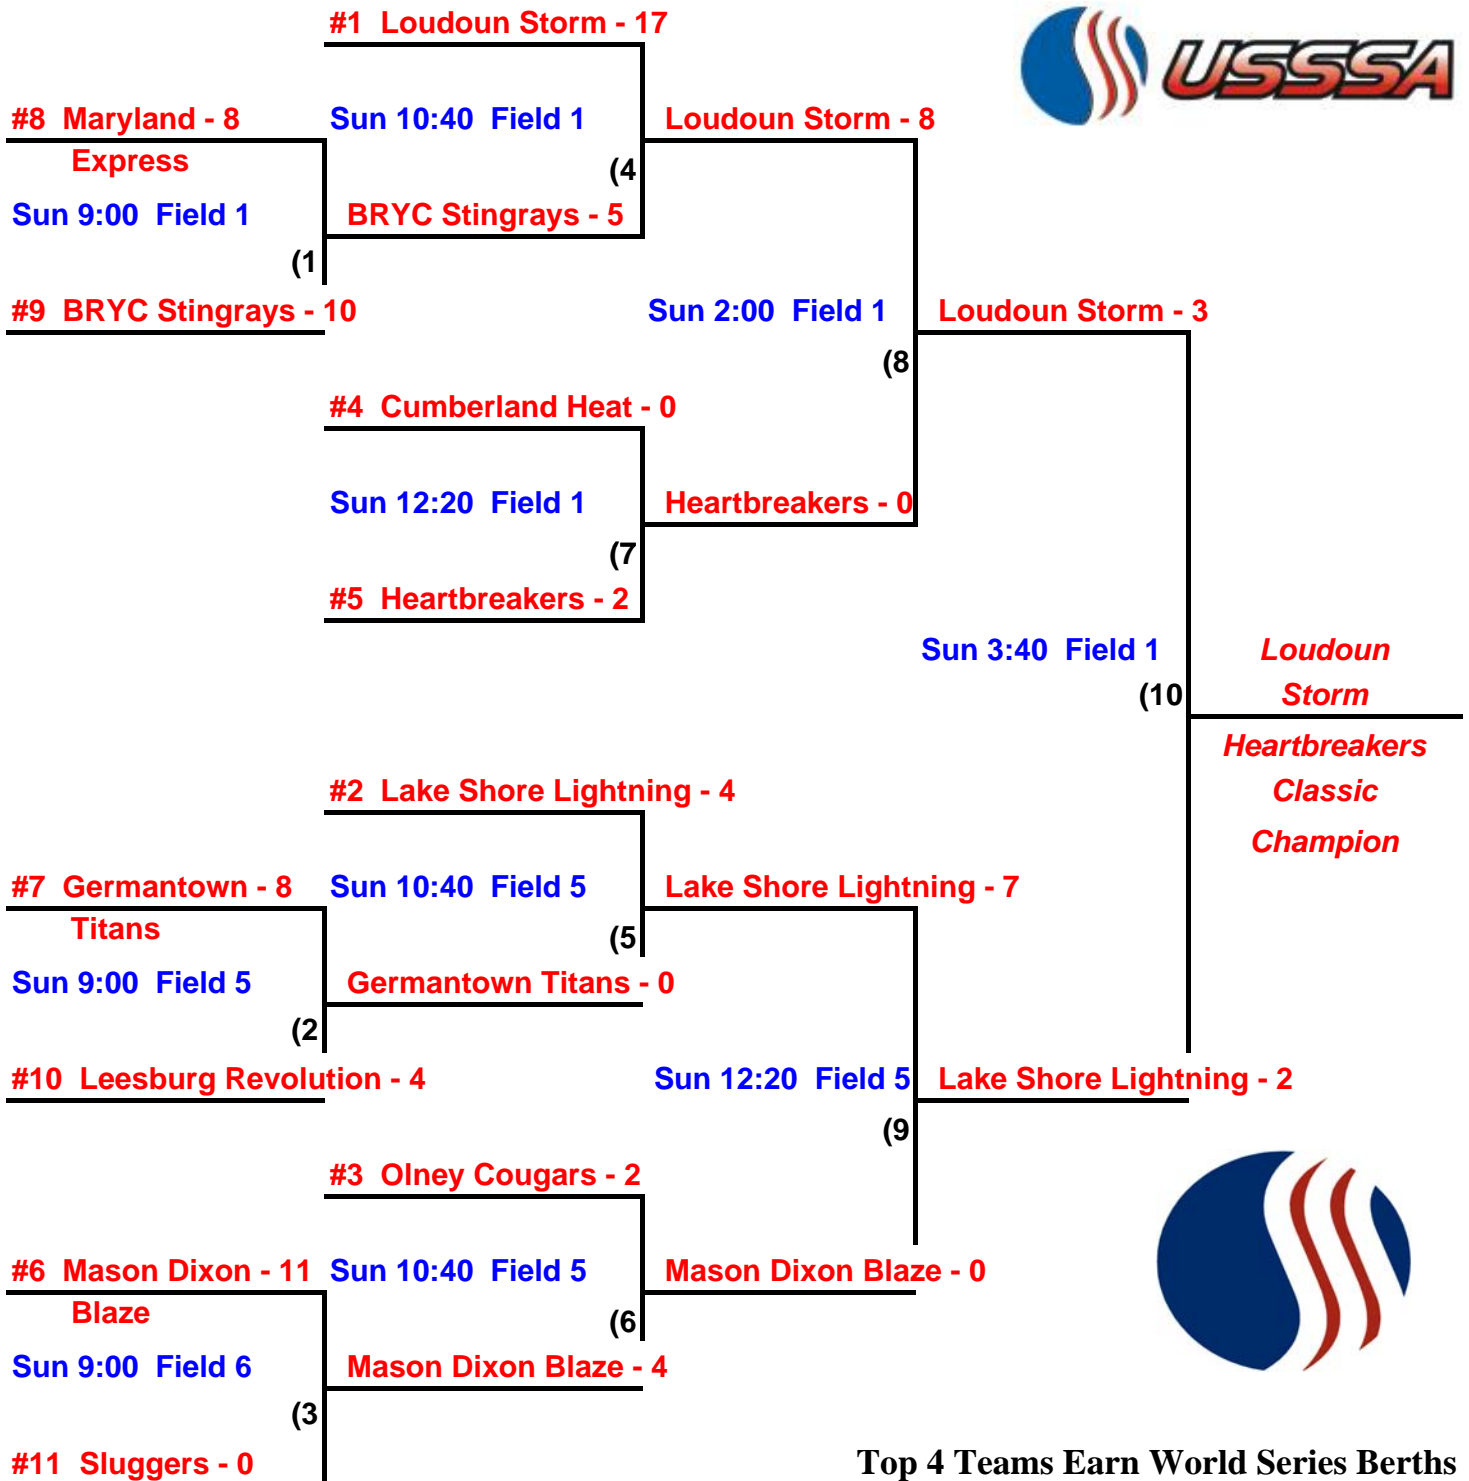 #1 Loudoun Storm - 17
USSSA
#8 Maryland - 8
Express
Sun 10:40 Field 1
(4
Loudoun Storm - 8
Sun 9:00 Field 1
(1
BRYC Stingrays - 5
#9 BRYC Stingrays - 10
Sun 2:00 Field 1
(8
Loudoun Storm - 3
#4 Cumberland Heat - 0
Sun 12:20 Field 1
(7
Heartbreakers - 0
#5 Heartbreakers - 2
Sun 3:40 Field 1
(10
Loudoun
Storm
Heartbreakers
Classic
Champion
#2 Lake Shore Lightning - 4
#7 Germantown - 8
Titans
Sun 10:40 Field 5
(5
Lake Shore Lightning - 7
Sun 9:00 Field 5
(2
Germantown Titans - 0
#10 Leesburg Revolution - 4
Sun 12:20 Field 5
(9
Lake Shore Lightning - 2
#3 Olney Cougars - 2
#6 Mason Dixon - 11
Blaze
Sun 10:40 Field 5
(6
Mason Dixon Blaze - 0
Sun 9:00 Field 6
(3
Mason Dixon Blaze - 4
#11 Sluggers - 0
Top 4 Teams Earn World Series Berths